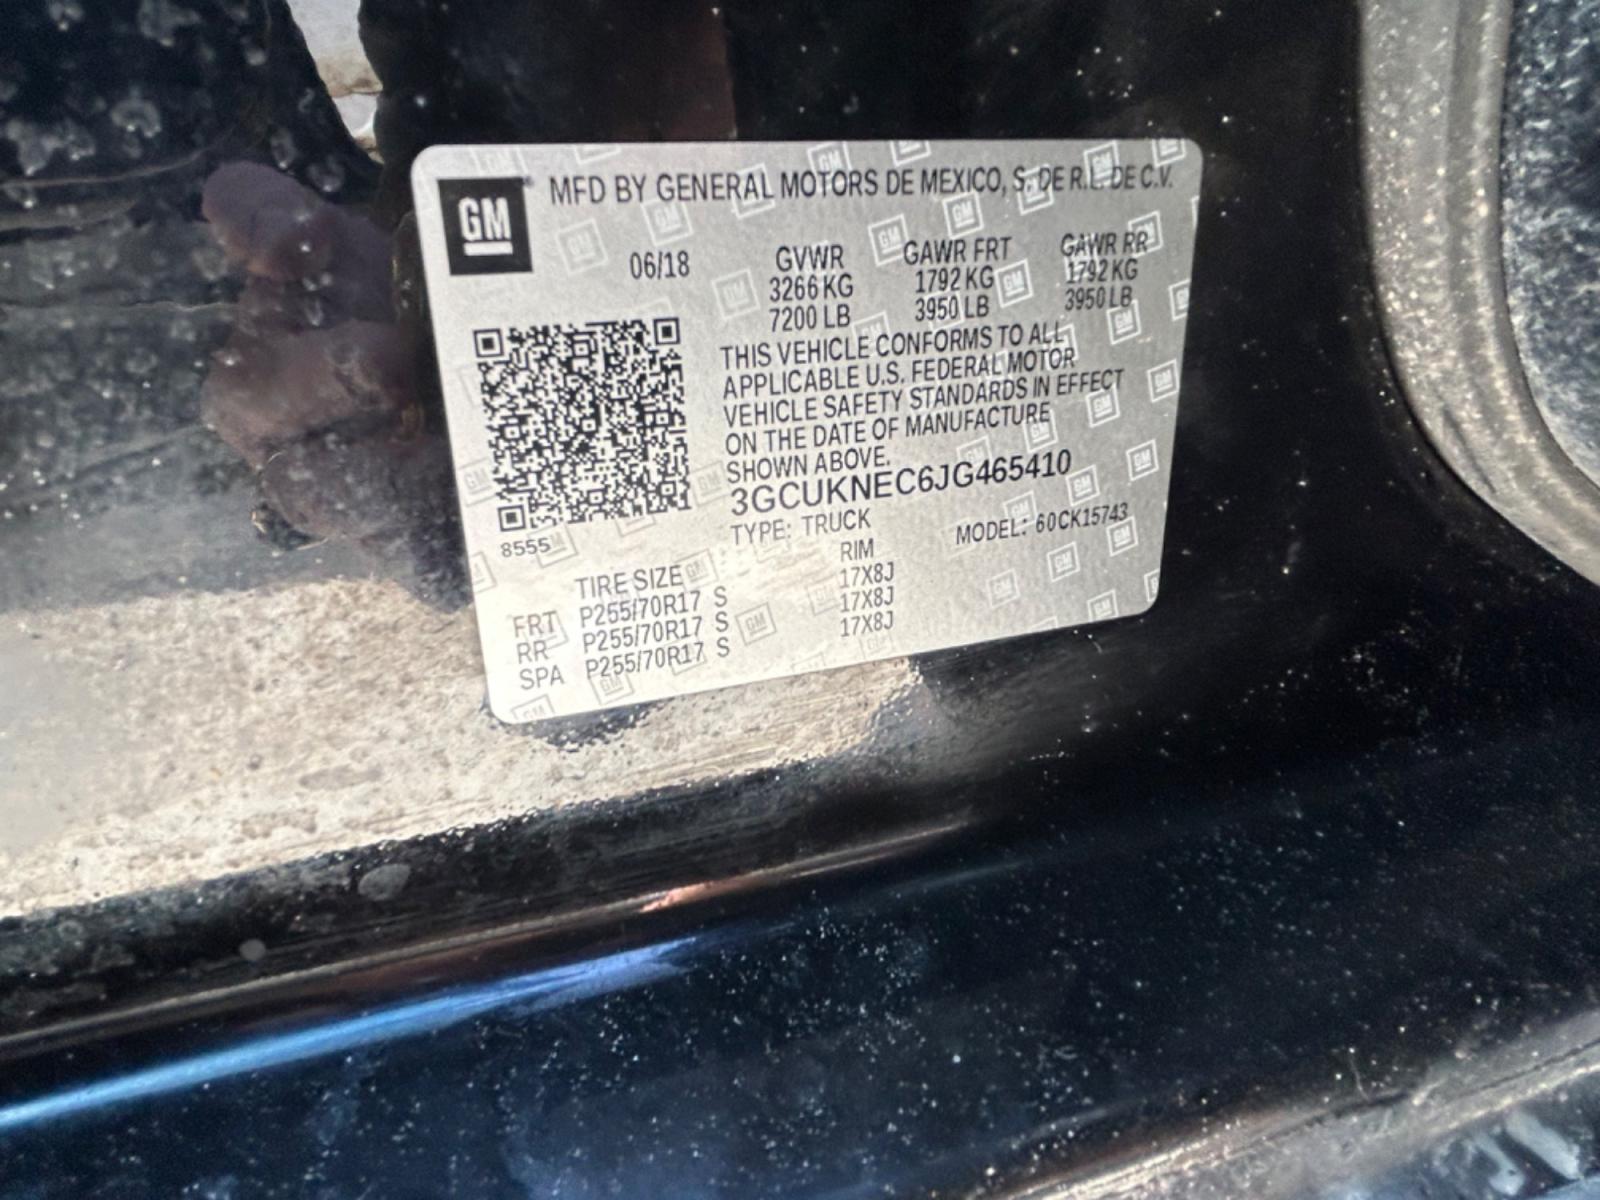 GM
MFD BY GENERAL MOTORS DE MEXICO, S. DE R.L. DE C.V.
06/18 GVWR GAWR FRT GAWR RR
3266 KG 1792 KG 1792 KG
7200 LB 3950 LB 3950 LB
THIS VEHICLE CONFORMS TO ALL
APPLICABLE U.S. FEDERAL MOTOR
VEHICLE SAFETY STANDARDS IN EFFECT
ON THE DATE OF MANUFACTURE
SHOWN ABOVE.
3GCUKNEC6JG465410
TYPE: TRUCK MODEL: 60CK15743
8555
TIRE SIZE RIM
FRT P255/70R17 S 17X8J
RR P255/70R17 S 17X8J
SPA P255/70R17 S 17X8J